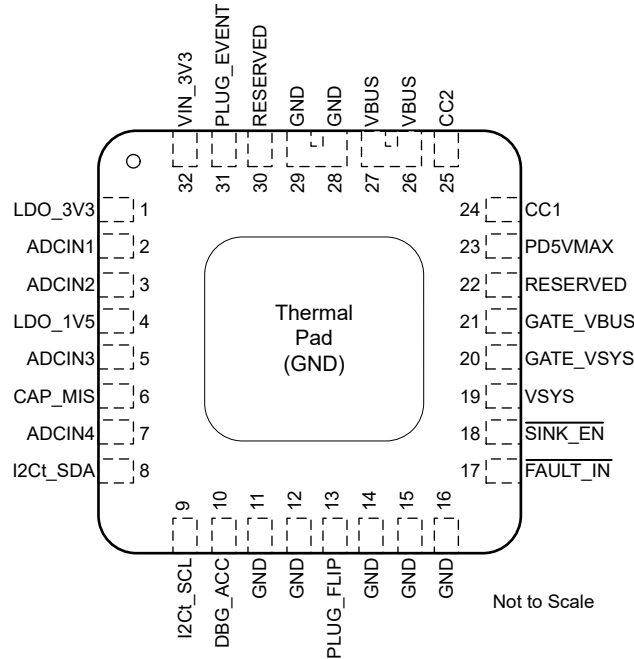 VIN_3V3
PLUG_EVENT
RESERVED
GND
GND
VBUS
VBUS
CC2
32
31
30
29
28
27
26
25
LDO_3V3 1
ADCIN1 2
ADCIN2 3
LDO_1V5 4
ADCIN3 5
CAP_MIS 6
ADCIN4 7
I2Ct_SDA 8
Thermal
Pad
(GND)
24 CC1
23 PD5VMAX
22 RESERVED
21 GATE_VBUS
20 GATE_VSYS
19 VSYS
18 SINK_EN
17 FAULT_IN
9
10
11
12
13
14
15
16
I2Ct_SCL
DBG_ACC
GND
GND
PLUG_FLIP
GND
GND
GND
Not to Scale